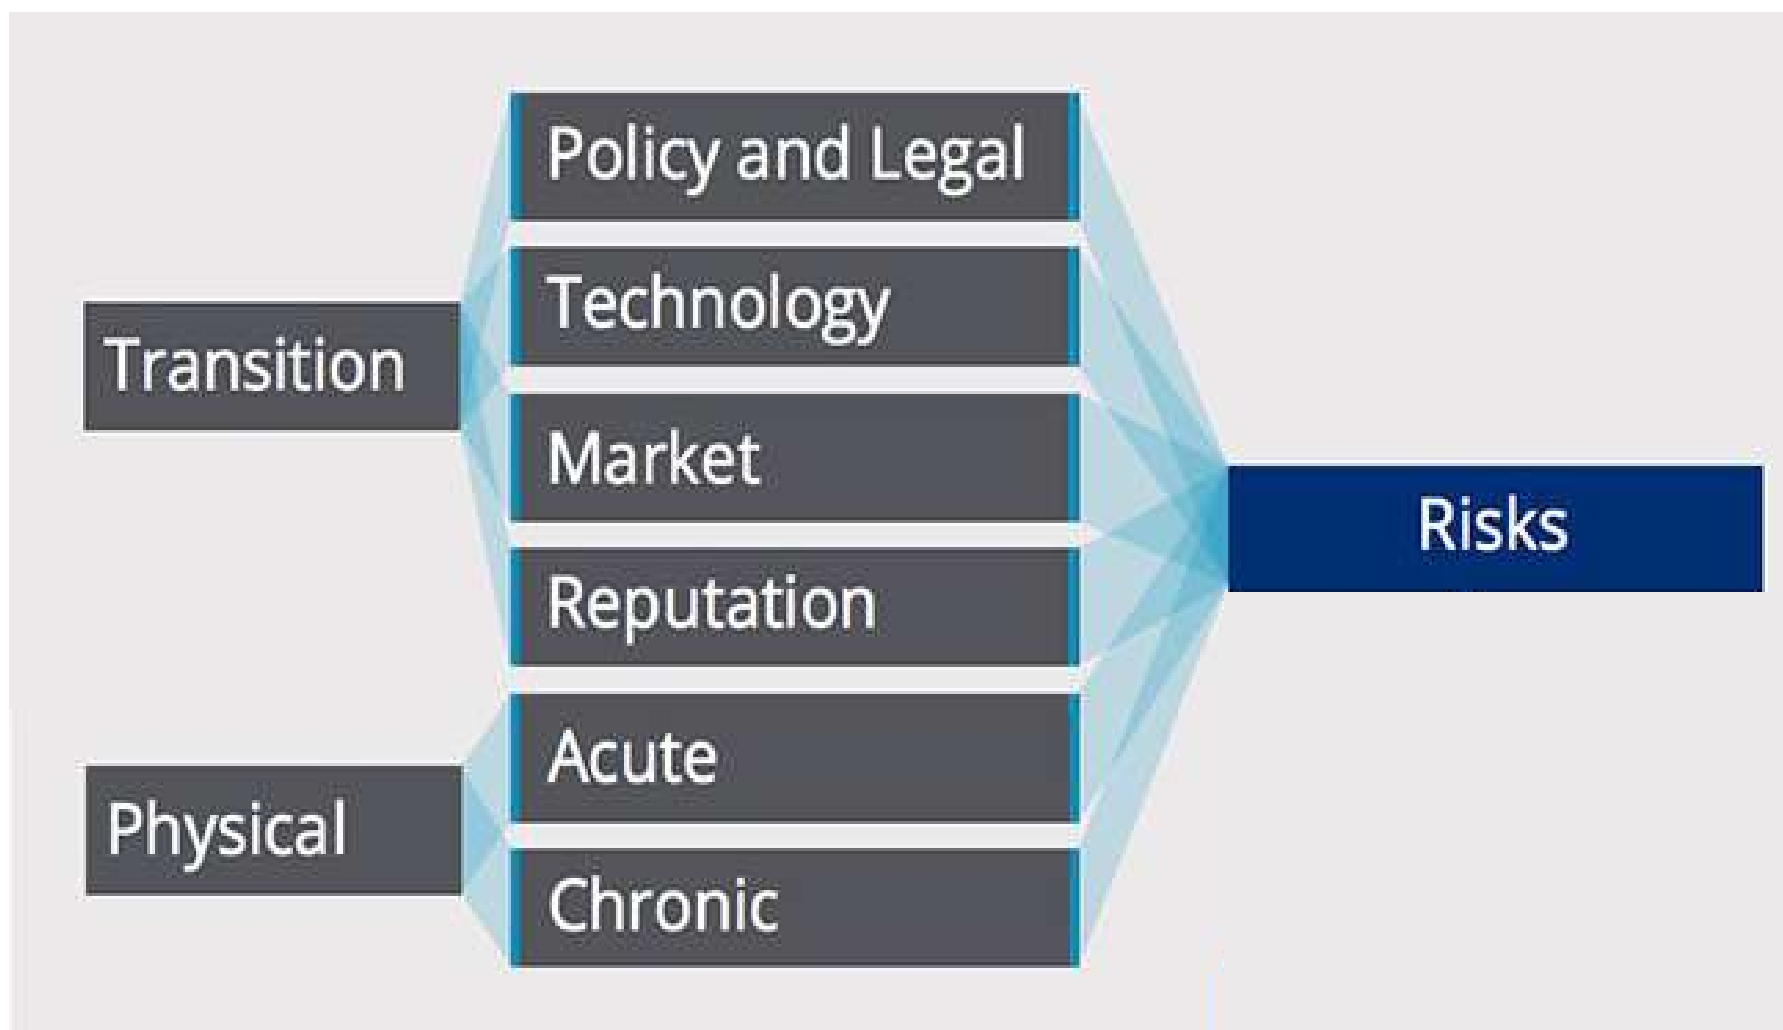 Transition
Physical
Policy and Legal
Technology
Market
Reputation
Acute
Chronic
Risks